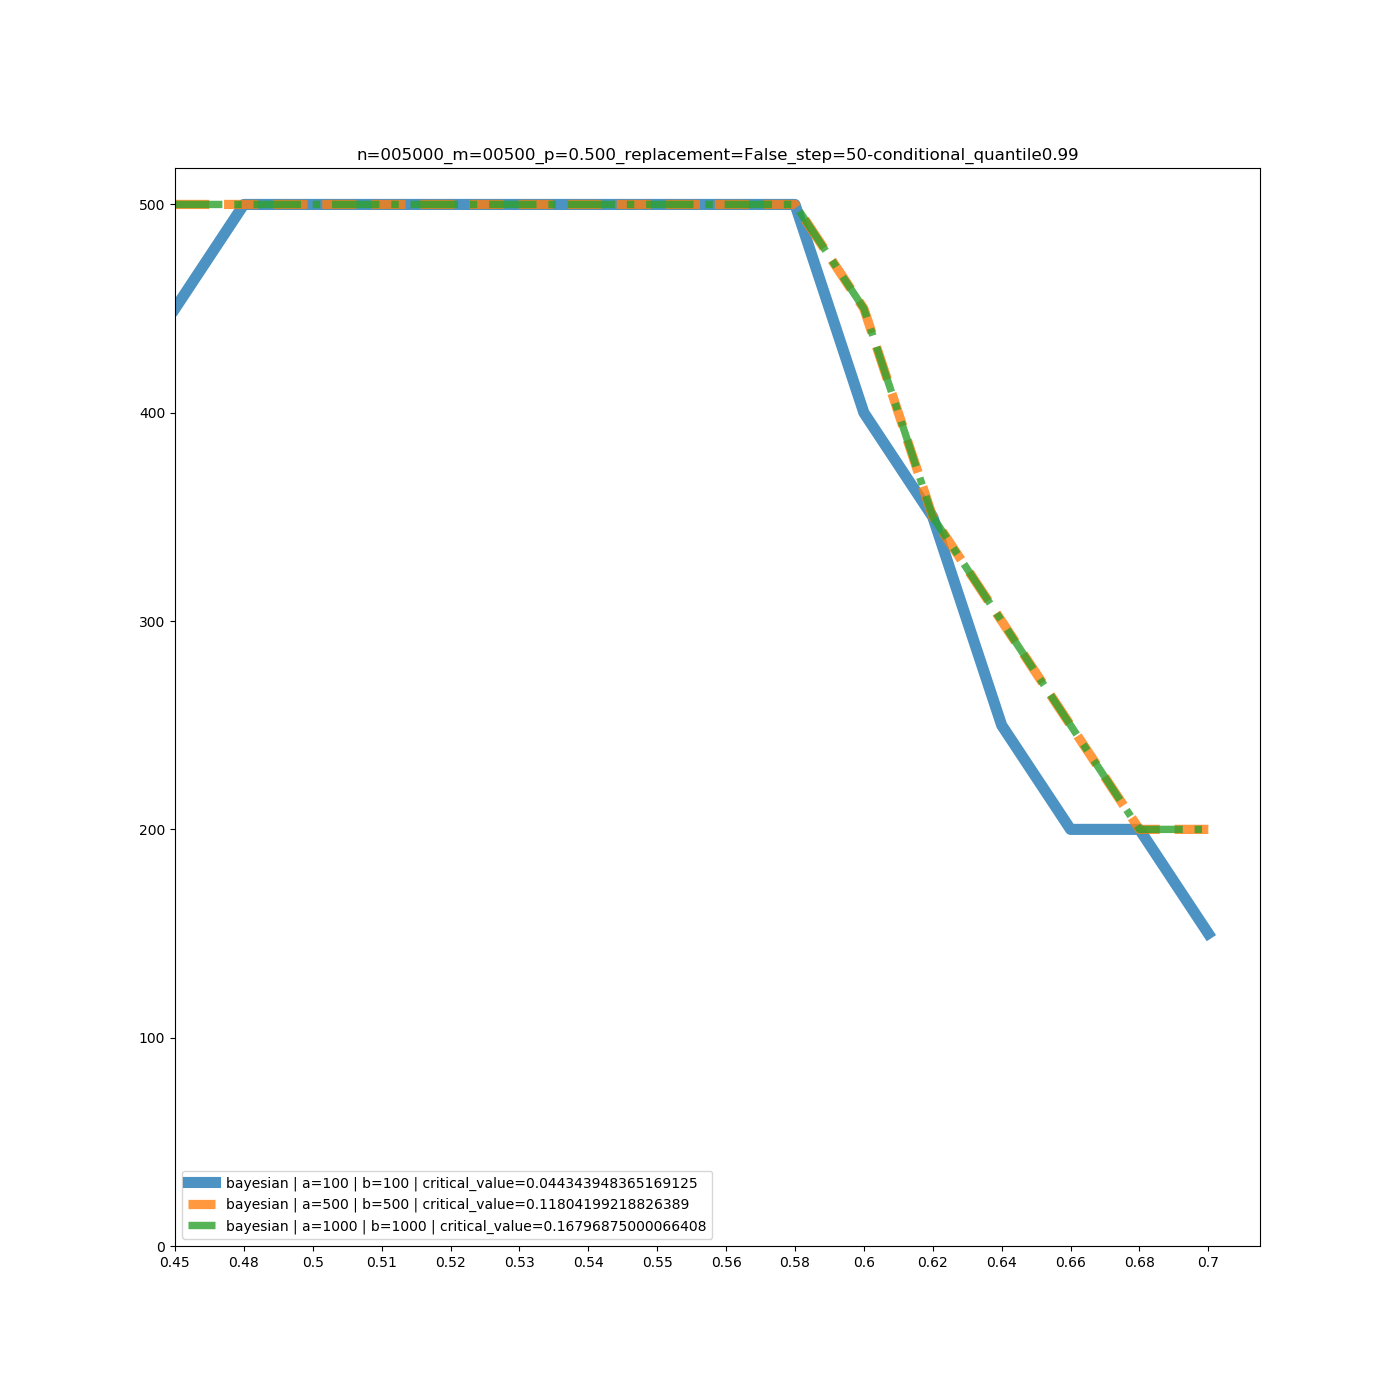 n=005000_m=00500_p=0.500_replacement=False_step=50-conditional_quantile0.99
500
400
300
200
100
0
bayesian | a=100 | b=100 | critical_value=0.044343948365169125
bayesian | a=500 | b=500 | critical_value=0.11804199218826389
bayesian | a=1000 | b=1000 | critical_value=0.16796875000066408
0.45 0.48 0.5 0.51 0.52 0.53 0.54 0.55 0.56 0.58 0.6 0.62 0.64 0.66 0.68 0.7